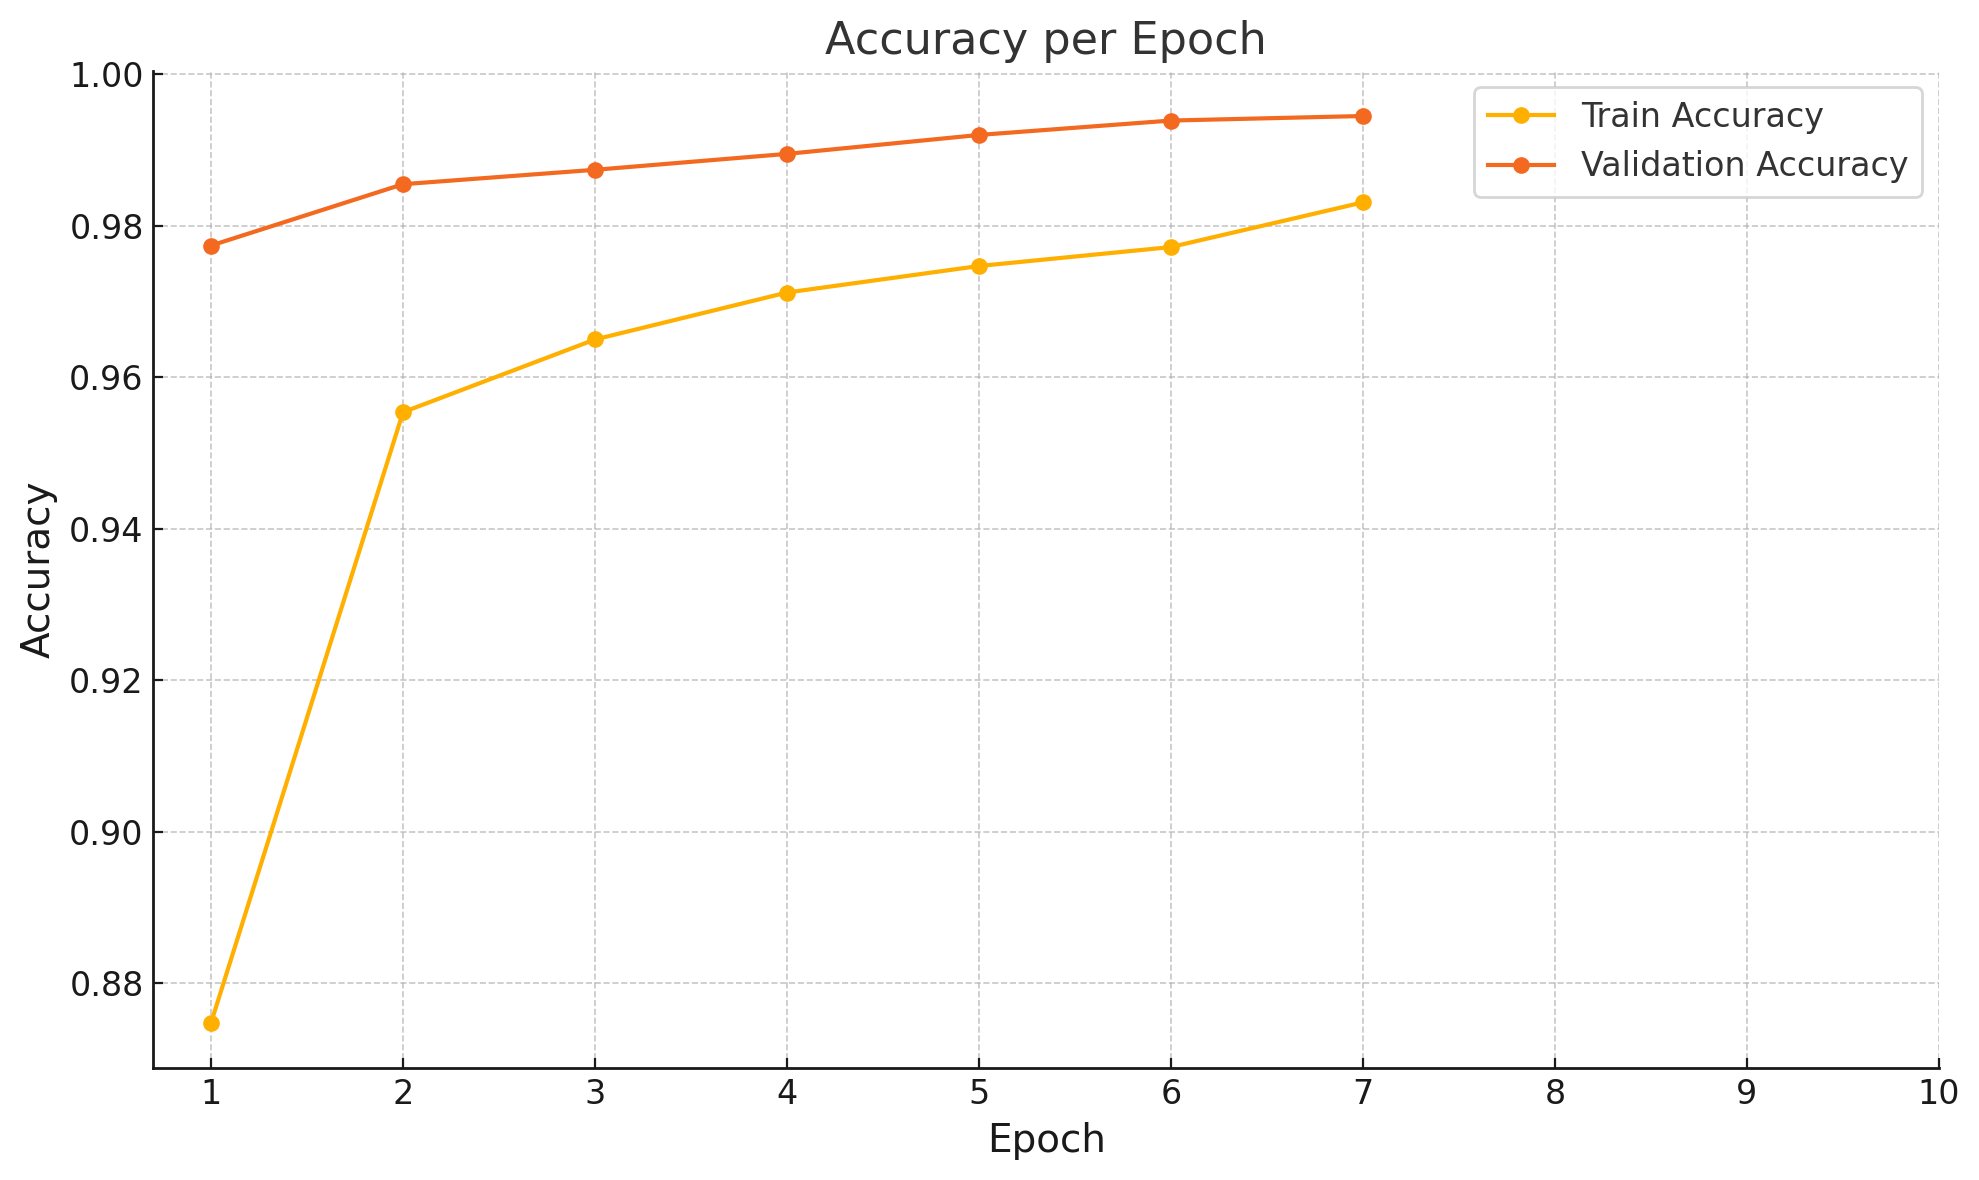 Accuracy per Epoch
1.00
0.98
0.96
0.94
0.92
0.90
0.88
Accuracy
Train Accuracy
Validation Accuracy
1 2 3 4 5 6 7 8 9 10
Epoch